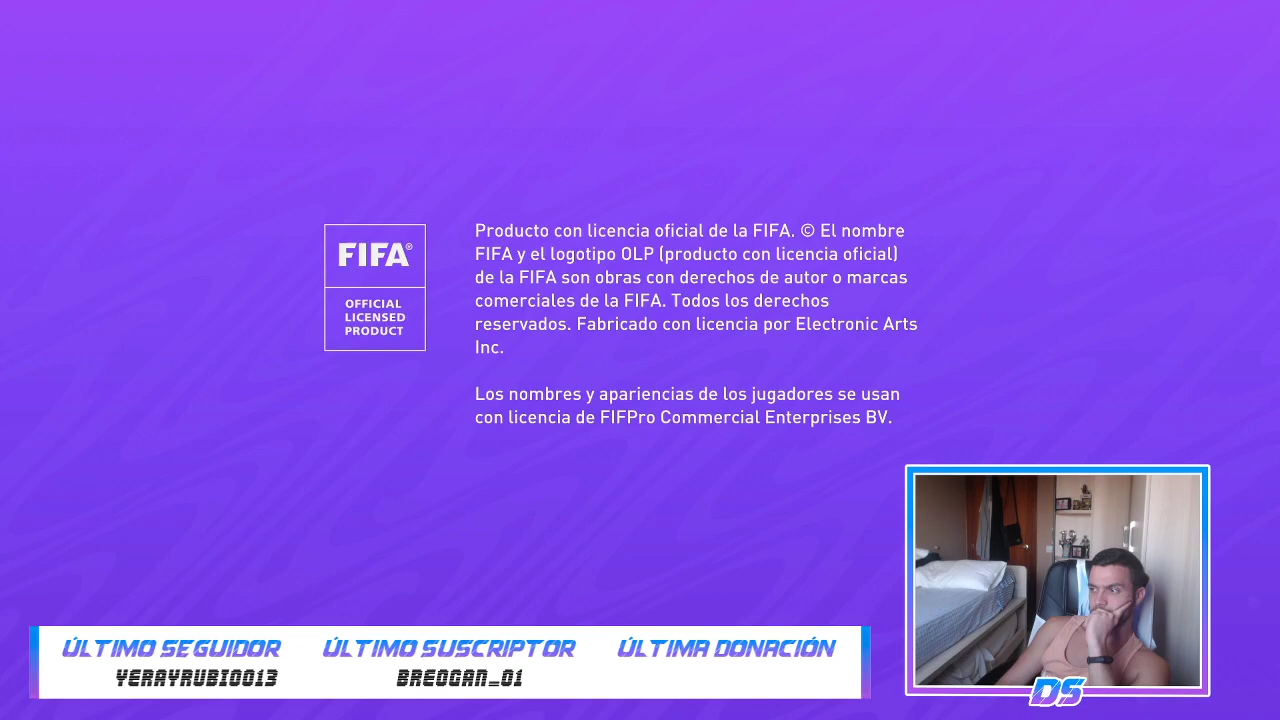 FIFA®
OFFICIAL
LICENSED
PRODUCT
Producto con licencia oficial de la FIFA. © El nombre
FIFA y el logotipo OLP (producto con licencia oficial)
de la FIFA son obras con derechos de autor o marcas
comerciales de la FIFA. Todos los derechos
reservados. Fabricado con licencia por Electronic Arts
Inc.
Los nombres y apariencias de los jugadores se usan
con licencia de FIFPro Commercial Enterprises BV.
ÚLTIMO SEGUIDOR
YERAYRUBIO013
ÚLTIMO SUSCRIPTOR
BREOGAN_01
ÚLTIMA DONACIÓN
DS